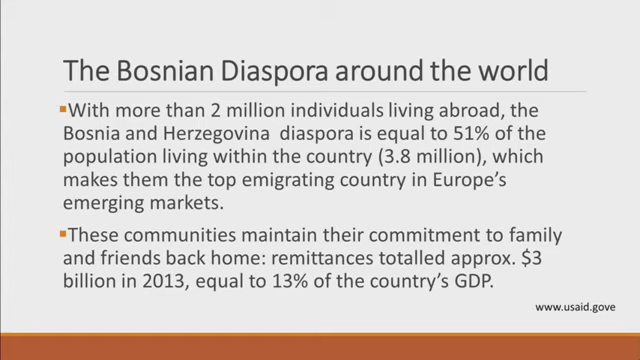 The Bosnian Diaspora around the world
▪With more than 2 million individuals living abroad, the
Bosnia and Herzegovina  diaspora is equal to 51% of the
population living within the country (3.8 million), which
makes them the top emigrating country in Europe’s
emerging markets.
▪These communities maintain their commitment to family
and friends back home: remittances totalled approx. $3
billion in 2013, equal to 13% of the country’s GDP.
www.usaid.gove